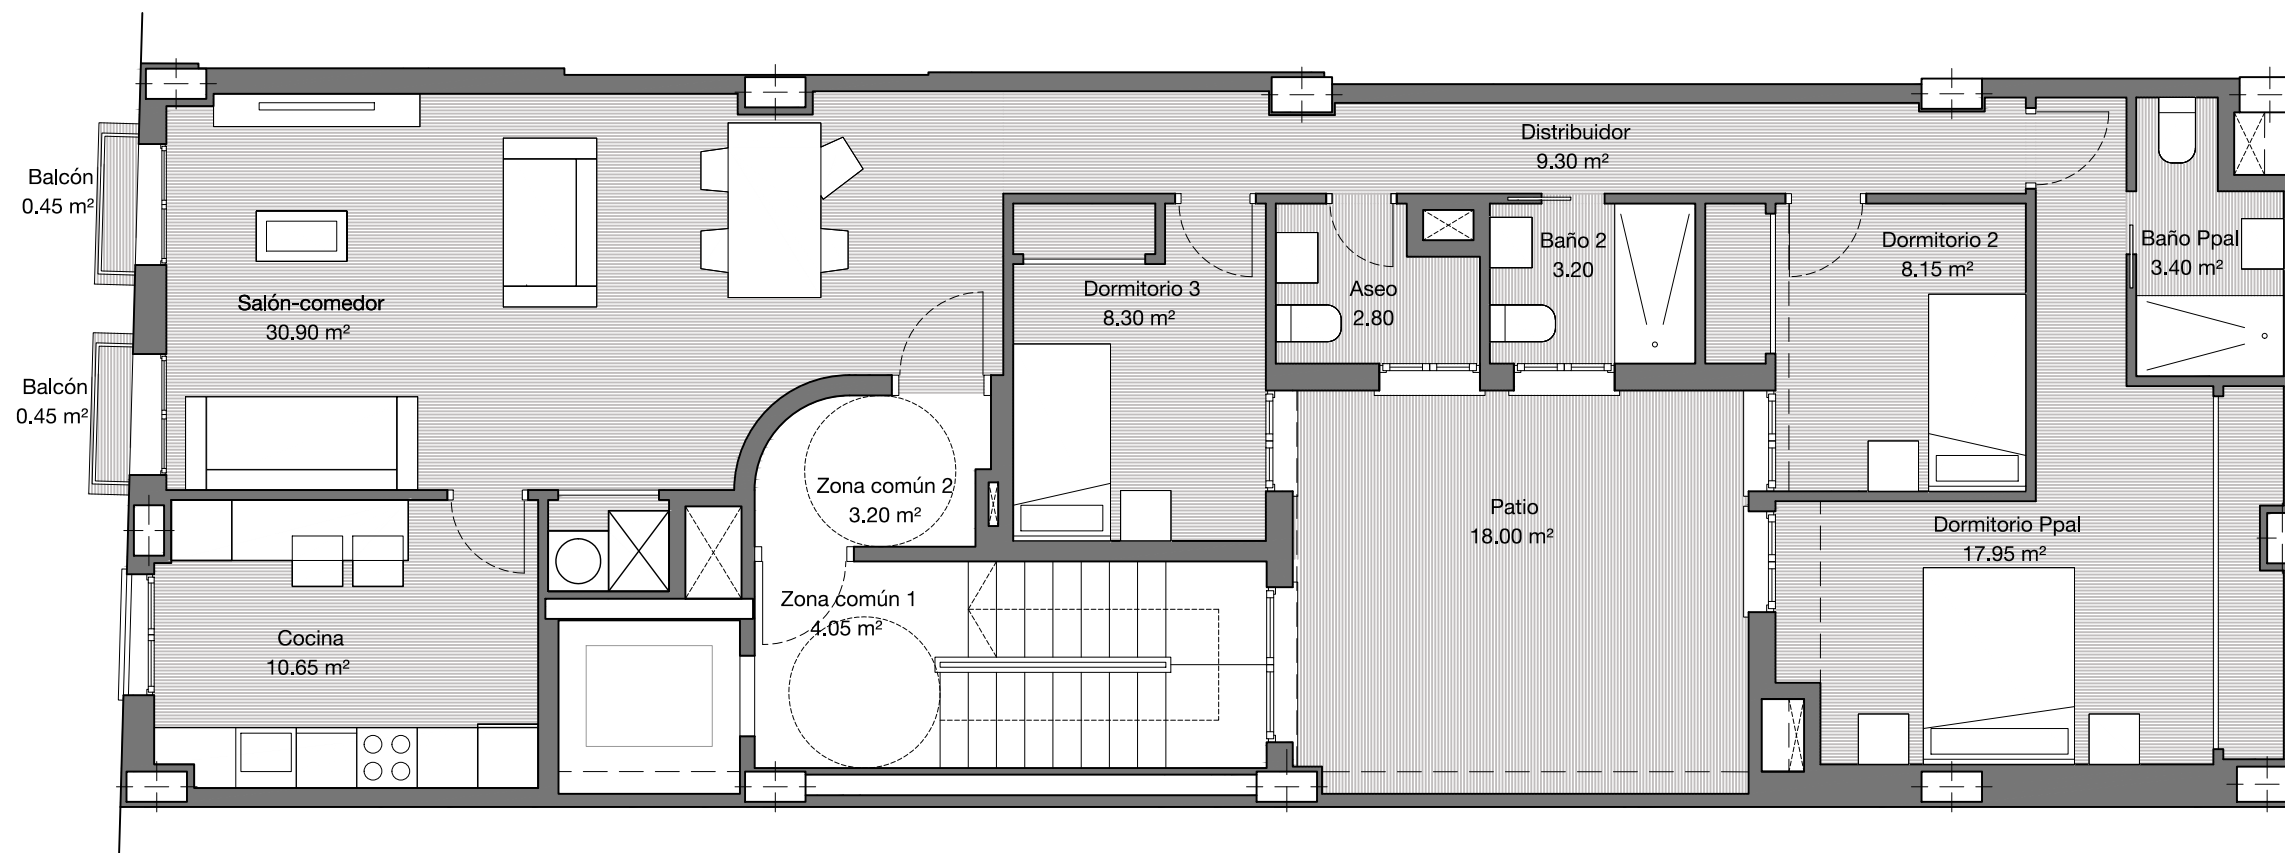 Balcón
0.45 m²
Balcón
0.45 m²
Salón-comedor
30.90 m²
Cocina
10.65 m²
Zona común 2
3.20 m²
Zona común 1
4.05 m²
Dormitorio 3
8.30 m²
Aseo
2.80
Distribuidor
9.30 m²
Baño 2
3.20
Patio
18.00 m²
Dormitorio 2
8.15 m²
Baño Ppal
3.40 m²
Dormitorio Ppal
17.95 m²